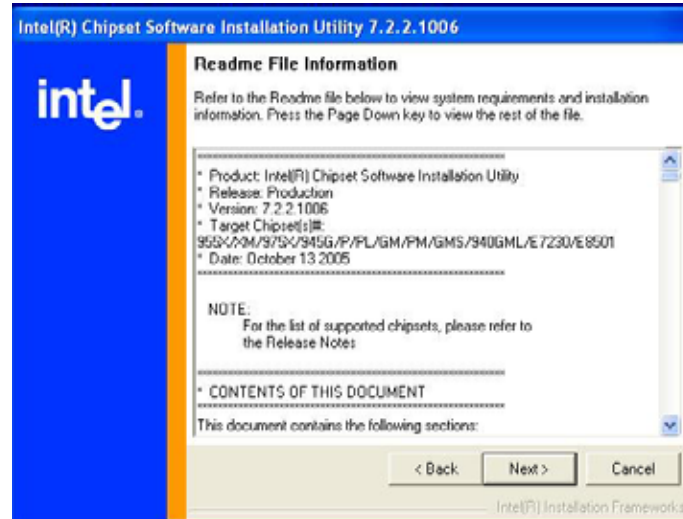 Intel(R) Chipset Software Installation Utility 7.2.2.1006
intel.
Readme File Information
Refer to the Readme file below to view system requirements and installation
information. Press the Page Down key to view the rest of the file.
************************************************************
* Product: Intel(R) Chipset Software Installation Utility
* Release: Production
* Version: 7.2.2.1006
* Target Chipset(s)#:
955X/XM/975X/945G/P/PL/GM/PM/GMS/940GML/E7230/E8501
* Date: October 13 2005
************************************************************
NOTE:
For the list of supported chipsets, please refer to
the Release Notes
************************************************************
* CONTENTS OF THIS DOCUMENT
************************************************************
This document contains the following sections:
< Back
Next >
Cancel
Intel(R) Installation Frameworks